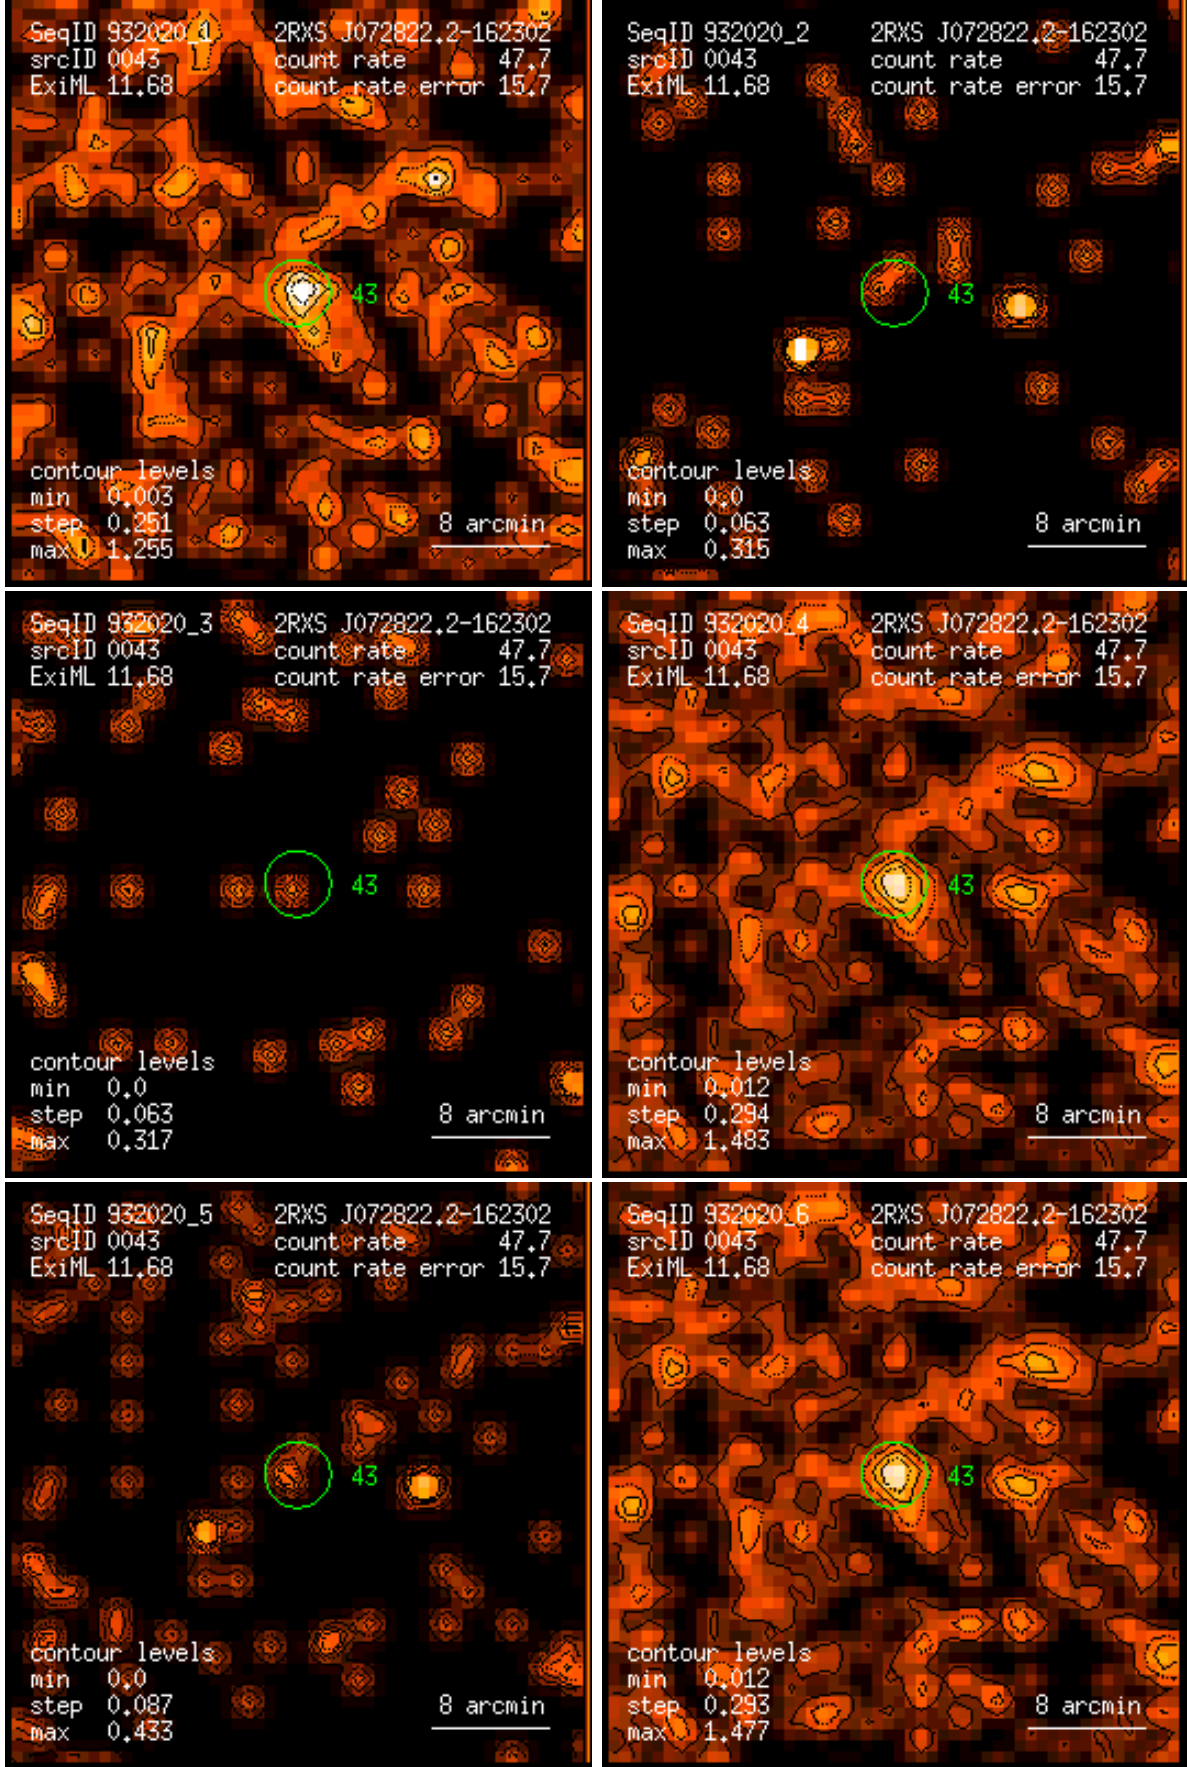 SeqID 932020_1 2RXS J072822.2-162302
srcID 0043 count rate 47.7
ExiML 11.68 count rate error 15.7
43
contour levels
min 0.003
step 0.251 8 arcmin
max 1.255
SeqID 932020_2 2RXS J072822.2-162302
srcID 0043 count rate 47.7
ExiML 11.68 count rate error 15.7
43
contour levels
min 0.0
step 0.063 8 arcmin
max 0.315
SeqID 932020_3 2RXS J072822.2-162302
srcID 0043 count rate 47.7
ExiML 11.68 count rate error 15.7
43
contour levels
min 0.0
step 0.063 8 arcmin
max 0.317
SeqID 932020_4 2RXS J072822.2-162302
srcID 0043 count rate 47.7
ExiML 11.68 count rate error 15.7
43
contour levels
min 0.012
step 0.294 8 arcmin
max 1.483
SeqID 932020_5 2RXS J072822.2-162302
srcID 0043 count rate 47.7
ExiML 11.68 count rate error 15.7
43
contour levels
min 0.0
step 0.087 8 arcmin
max 0.433
SeqID 932020_6 2RXS J072822.2-162302
srcID 0043 count rate 47.7
ExiML 11.68 count rate error 15.7
43
contour levels
min 0.012
step 0.293 8 arcmin
max 1.477